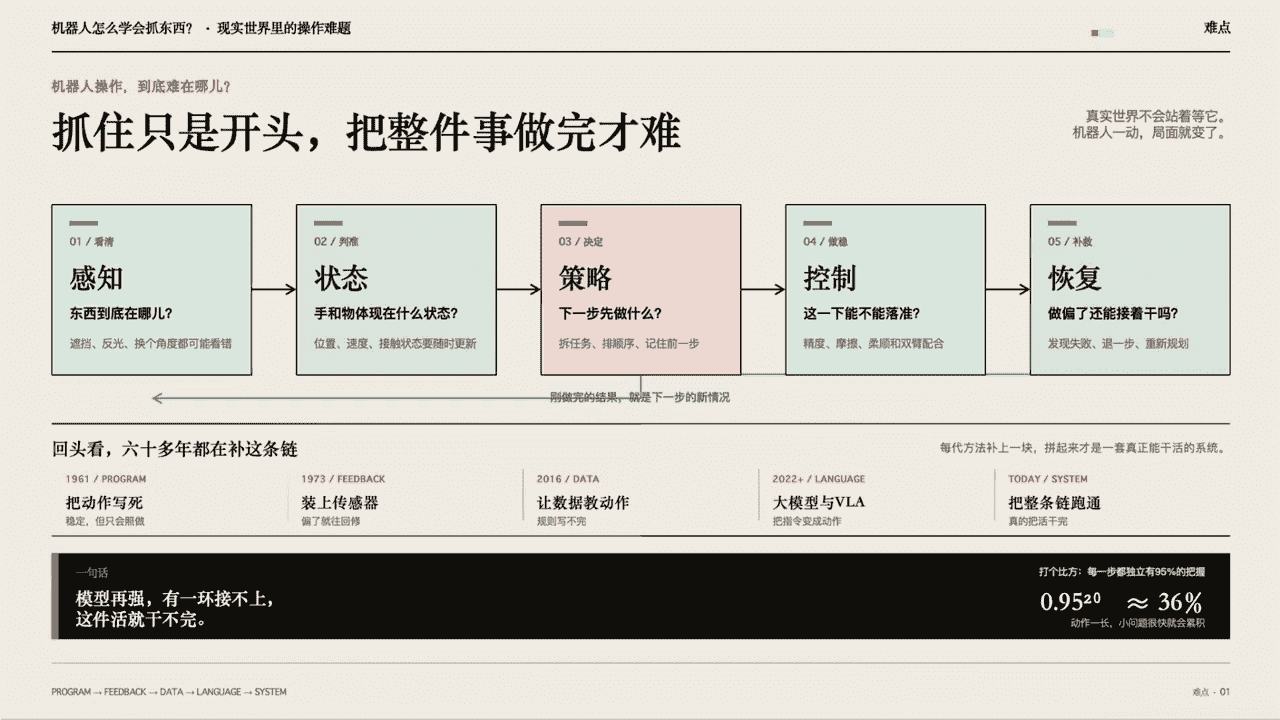 机器人怎么学会抓东西？ · 现实世界里的操作难题
难点
机器人操作，到底难在哪儿？
抓住只是开头，把整件事做完才难
真实世界不会站着等它。
机器人一动，局面就变了。
01 / 看清
感知
东西到底在哪儿？
遮挡、反光、换个角度都可能看错
02 / 判准
状态
手和物体现在什么状态？
位置、速度、接触状态要随时更新
03 / 决定
策略
下一步先做什么？
拆任务、排顺序、记住前一步
04 / 做稳
控制
这一下能不能落准？
精度、摩擦、柔顺和双臂配合
05 / 补救
恢复
做偏了还能接着干吗？
发现失败、退一步、重新规划
刚做完的结果，就是下一步的新情况
回头看，六十多年都在补这条链
每代方法补上一块，拼起来才是一套真正能干活的系统。
1961 / PROGRAM
把动作写死
稳定，但只会照做
1973 / FEEDBACK
装上传感器
偏了就往回修
2016 / DATA
让数据教动作
规则写不完
2022+ / LANGUAGE
大模型与VLA
把指令变成动作
TODAY / SYSTEM
把整条链跑通
真的把活干完
一句话
模型再强，有一环接不上，
这件活就干不完。
打个比方：每一步都独立有95%的把握
0.95²⁰ ≈ 36%
动作一长，小问题很快就会累积
PROGRAM → FEEDBACK → DATA → LANGUAGE → SYSTEM
难点 · 01